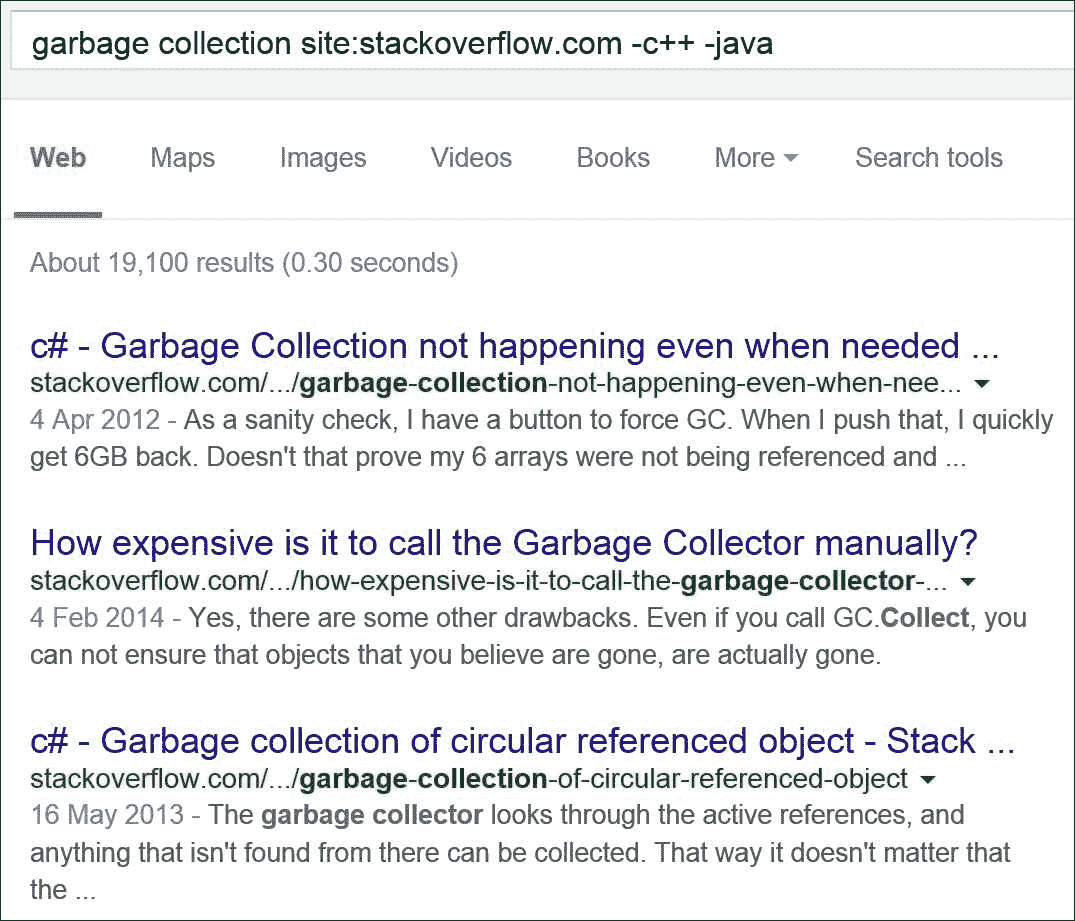 garbage collection site:stackoverflow.com -c++ -java
Web Maps Images Videos Books More Search tools
About 19,100 results (0.30 seconds)
c# - Garbage Collection not happening even when needed ...
stackoverflow.com/.../garbage-collection-not-happening-even-when-nee...
4 Apr 2012 - As a sanity check, I have a button to force GC. When I push that, I quickly
get 6GB back. Doesn't that prove my 6 arrays were not being referenced and ...
How expensive is it to call the Garbage Collector manually?
stackoverflow.com/.../how-expensive-is-it-to-call-the-garbage-collector-...
4 Feb 2014 - Yes, there are some other drawbacks. Even if you call GC.Collect, you
can not ensure that objects that you believe are gone, are actually gone.
c# - Garbage collection of circular referenced object - Stack ...
stackoverflow.com/.../garbage-collection-of-circular-referenced-object
16 May 2013 - The garbage collector looks through the active references, and
anything that isn't found from there can be collected. That way it doesn't matter that
the ...